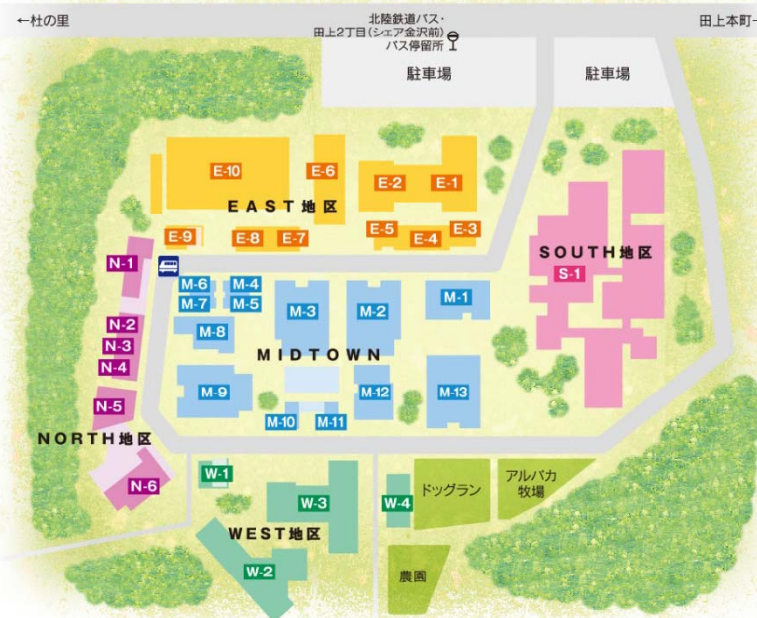 ←杜の里
北陸鉄道バス・
田上2丁目(シェア金沢前)
バス停留所
田上本町→
駐車場
駐車場
E-10
E-6
E-2
E-1
EAST地区
E-9
E-8
E-7
E-5
E-4
E-3
SOUTH地区
S-1
N-1
M-6
M-4
M-7
M-5
M-3
M-2
M-1
N-2
M-8
N-3
MIDTOWN
N-4
M-9
M-12
M-13
N-5
M-10
M-11
NORTH地区
N-6
W-1
W-3
W-4
ドッグラン
アルパカ
牧場
WEST地区
W-2
農園